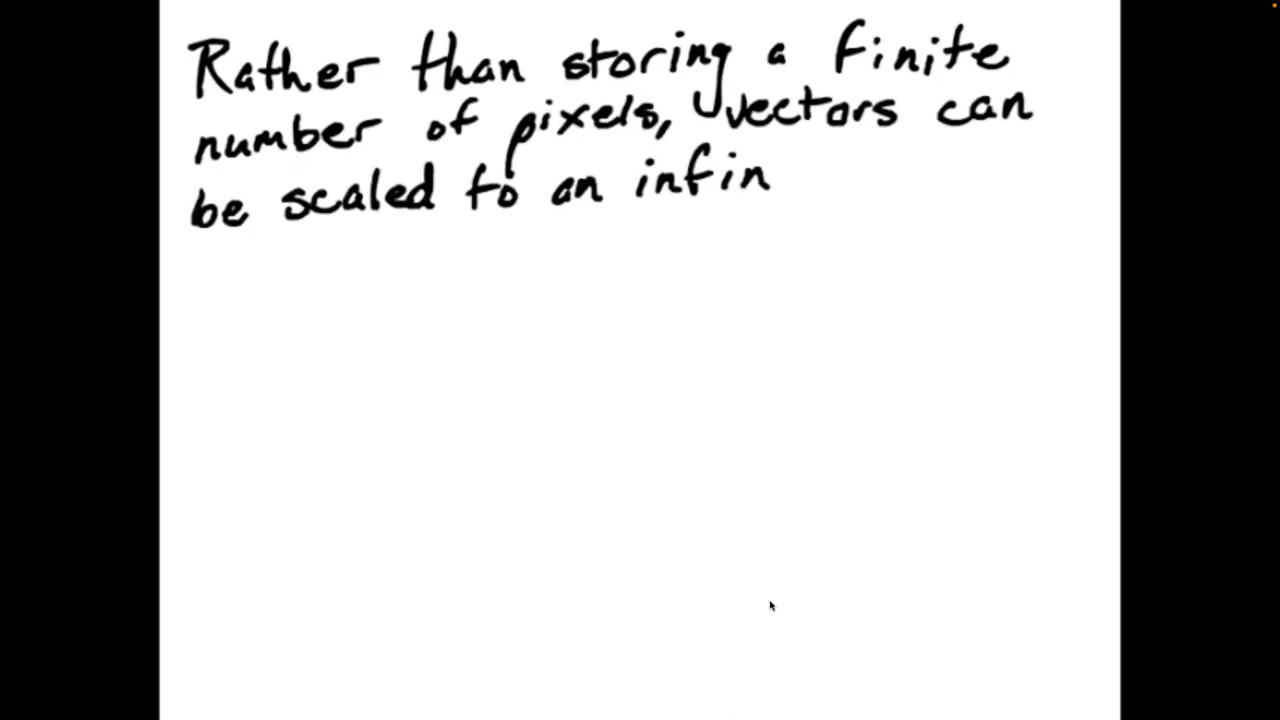 Rather than storing a finite
number of pixels, vectors can
be scaled to an infin